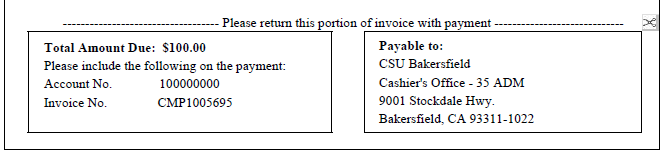 ---------------------------------- Please return this portion of invoice with payment ----------------------------
Total Amount Due: $100.00
Please include the following on the payment:
Account No. 100000000
Invoice No. CMP1005695
Payable to:
CSU Bakersfield
Cashier's Office - 35 ADM
9001 Stockdale Hwy.
Bakersfield, CA 93311-1022